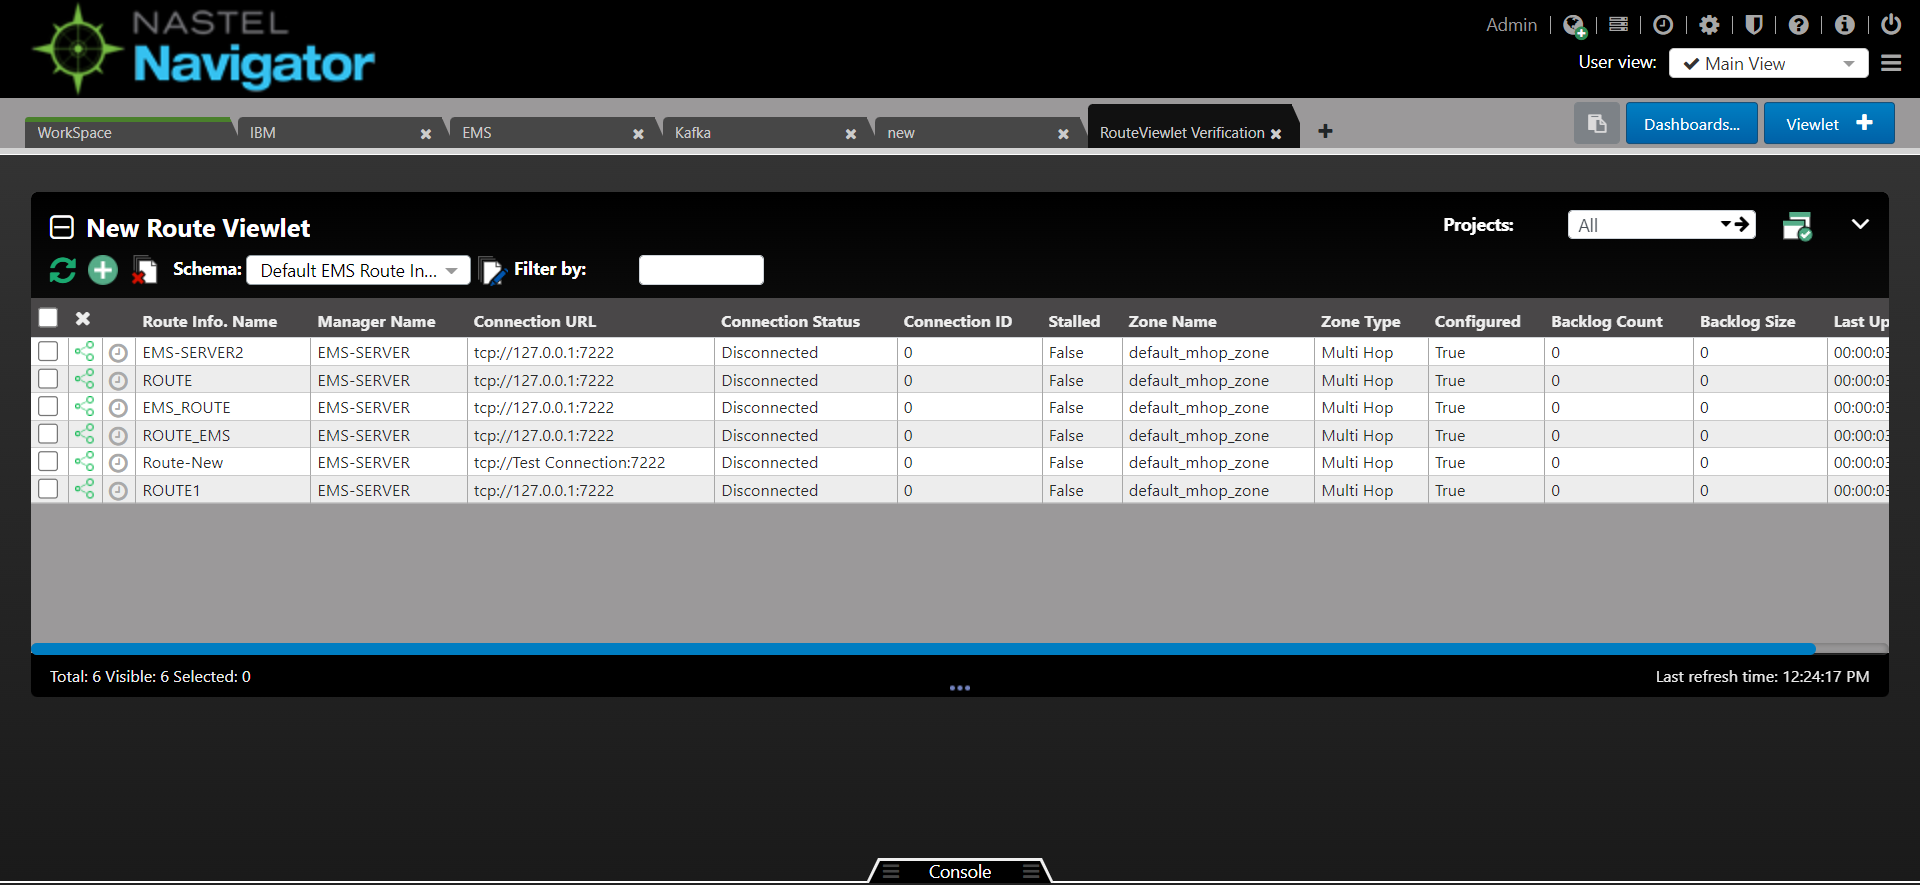 NASTEL
Navigator
Admin
User view: Main View
WorkSpace IBM EMS Kafka new RouteViewlet Verification
Dashboards... Viewlet
New Route Viewlet
Projects: All
Schema: Default EMS Route In... Filter by:
Route Info. Name Manager Name Connection URL Connection Status Connection ID Stalled Zone Name Zone Type Configured Backlog Count Backlog Size Last Up
EMS-SERVER2 EMS-SERVER tcp://127.0.0.1:7222 Disconnected 0 False default_mhop_zone Multi Hop True 0 0 00:00:03
ROUTE EMS-SERVER tcp://127.0.0.1:7222 Disconnected 0 False default_mhop_zone Multi Hop True 0 0 00:00:03
EMS_ROUTE EMS-SERVER tcp://127.0.0.1:7222 Disconnected 0 False default_mhop_zone Multi Hop True 0 0 00:00:03
ROUTE_EMS EMS-SERVER tcp://127.0.0.1:7222 Disconnected 0 False default_mhop_zone Multi Hop True 0 0 00:00:03
Route-New EMS-SERVER tcp://Test Connection:7222 Disconnected 0 False default_mhop_zone Multi Hop True 0 0 00:00:03
ROUTE1 EMS-SERVER tcp://127.0.0.1:7222 Disconnected 0 False default_mhop_zone Multi Hop True 0 0 00:00:03
Total: 6 Visible: 6 Selected: 0
Last refresh time: 12:24:17 PM
Console